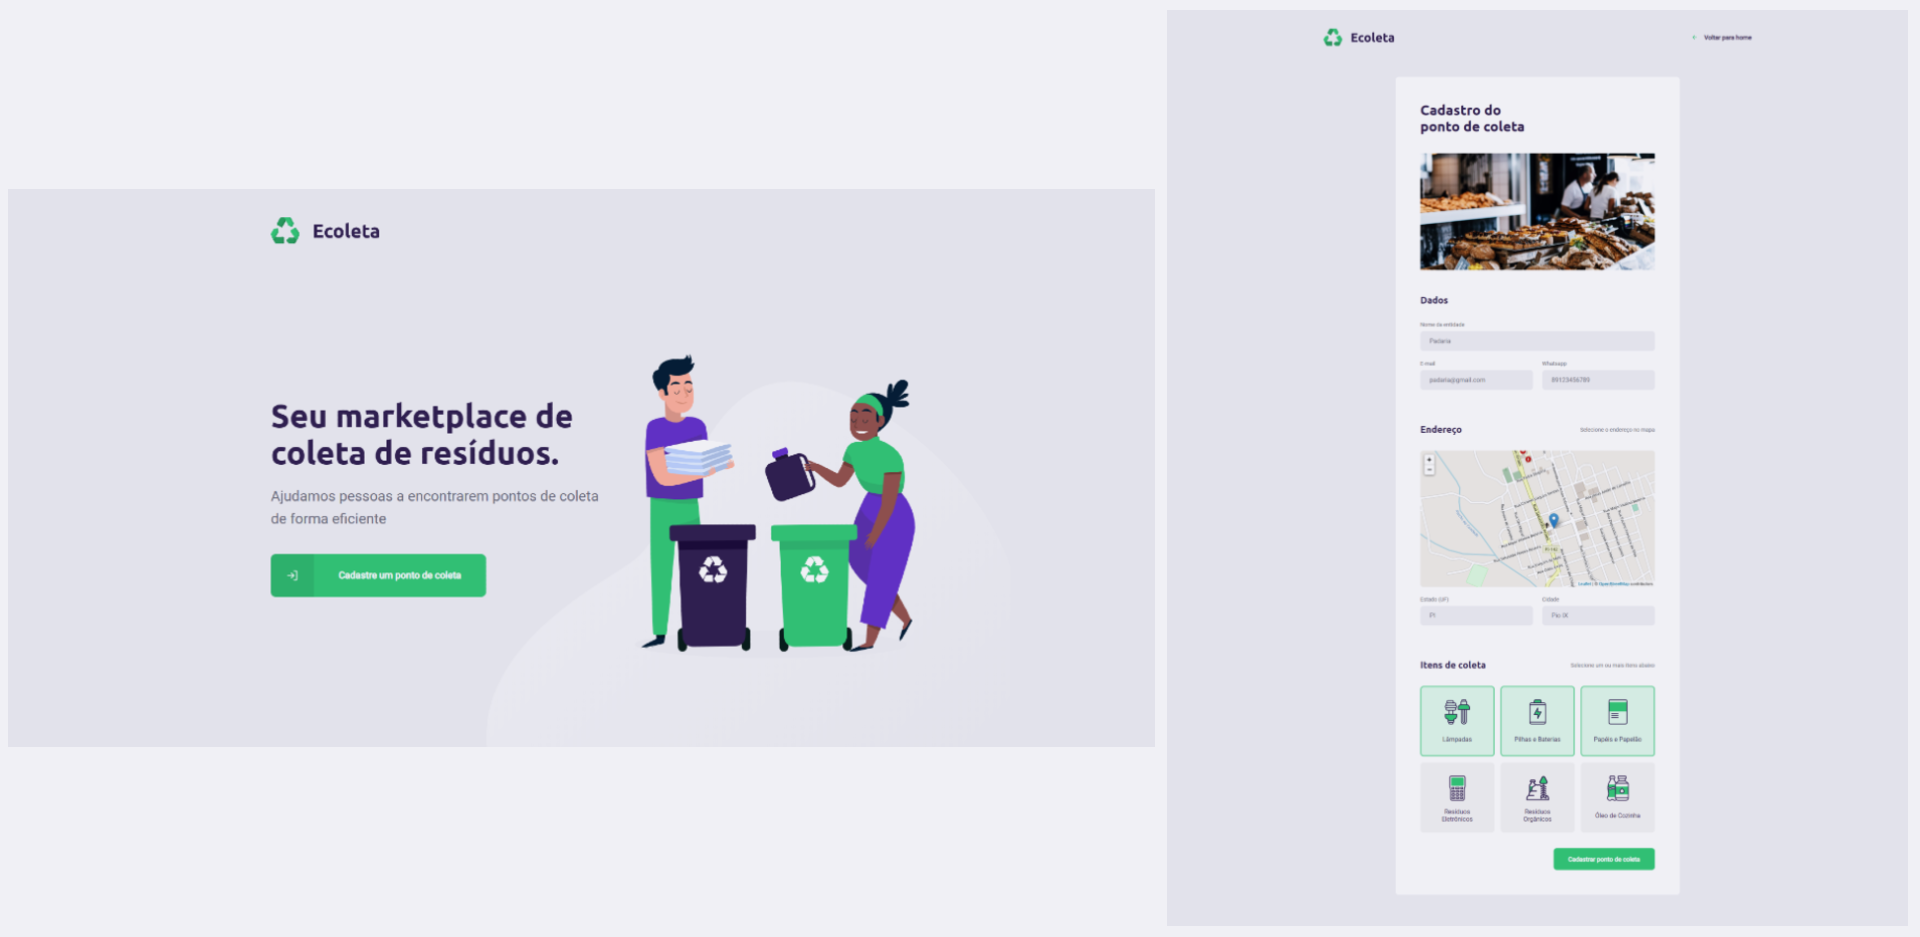 Ecoleta
Seu marketplace de
coleta de resíduos.
Ajudamos pessoas a encontrarem pontos de coleta
de forma eficiente
Cadastre um ponto de coleta
Ecoleta
Voltar para home
Cadastro do
ponto de coleta
Dados
Nome da entidade
Padaria
E-mail
Whatsapp
padaria@gmail.com
89123456789
Endereço
Selecione o endereço no mapa
+
−
Leaflet | © OpenStreetMap contributors
Estado (UF)
Cidade
PI
Pio IX
Itens de coleta
Selecione um ou mais itens abaixo
Lâmpadas
Pilhas e Baterias
Papéis e Papelão
Resíduos
Eletrônicos
Resíduos
Orgânicos
Óleo de Cozinha
Cadastrar ponto de coleta